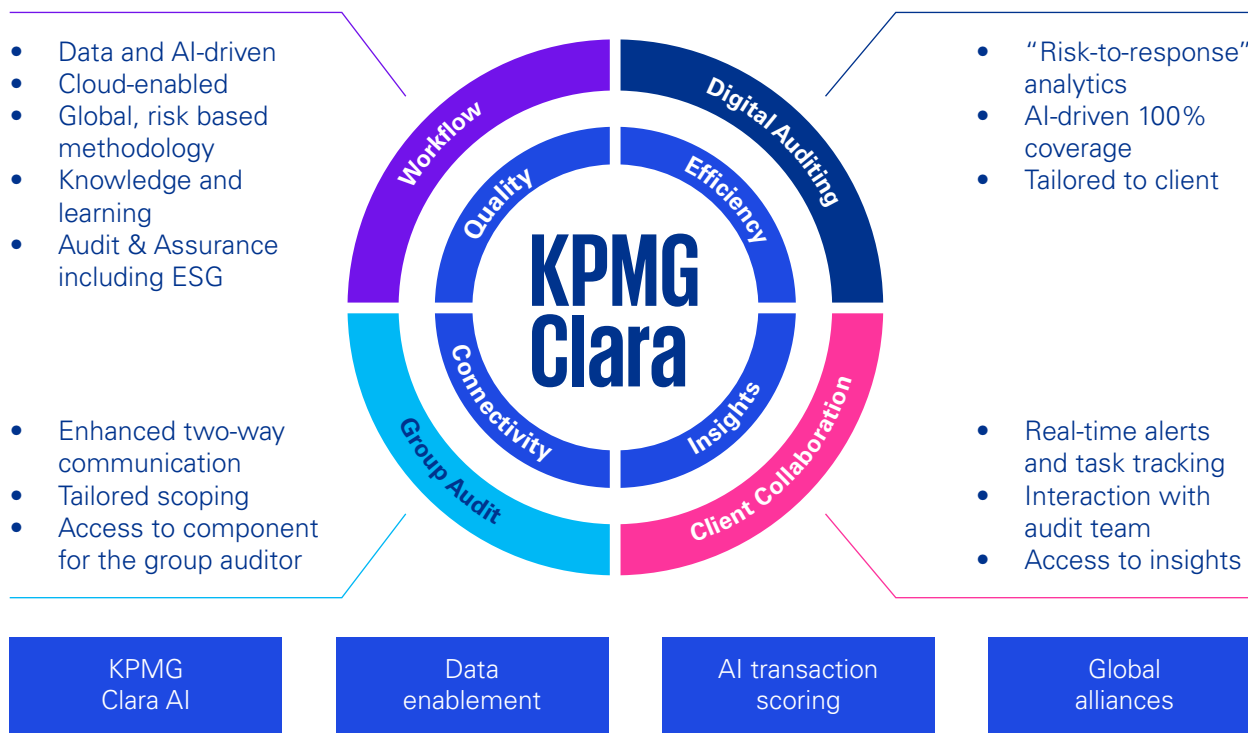 • Data and AI-driven
• Cloud-enabled
• Global, risk based
methodology
• Knowledge and
learning
• Audit & Assurance
including ESG
• “Risk-to-response”
analytics
• AI-driven 100%
coverage
• Tailored to client
Workflow
Digital Auditing
Quality
Efficiency
KPMG
Clara
Connectivity
Insights
Group Audit
Client Collaboration
• Enhanced two-way
communication
• Tailored scoping
• Access to component
for the group auditor
• Real-time alerts
and task tracking
• Interaction with
audit team
• Access to insights
KPMG
Clara AI
Data
enablement
AI transaction
scoring
Global
alliances